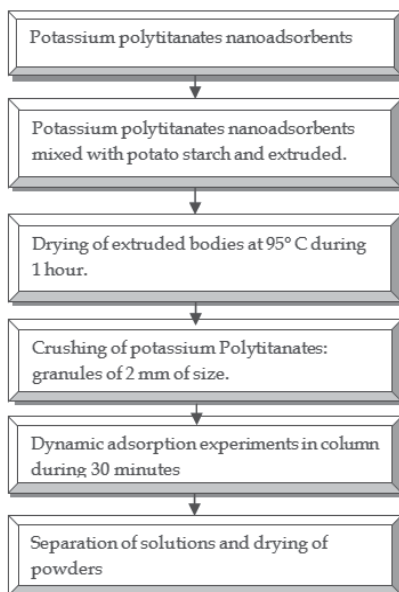 Potassium polytitanates nanoadsorbents
Potassium polytitanates nanoadsorbents
mixed with potato starch and extruded.
Drying of extruded bodies at 95° C during
1 hour.
Crushing of potassium Polytitanates:
granules of 2 mm of size.
Dynamic adsorption experiments in column
during 30 minutes
Separation of solutions and drying of
powders